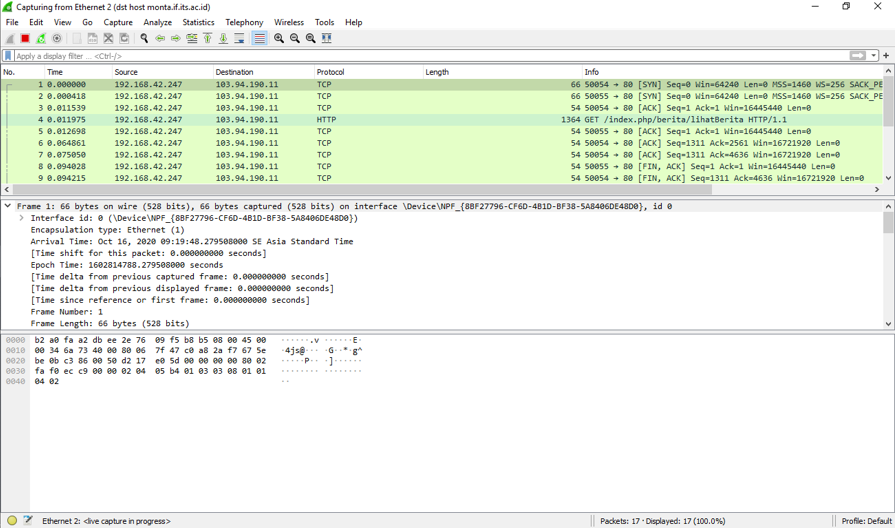 Capturing from Ethernet 2 (dst host monta.if.its.ac.id)
File Edit View Go Capture Analyze Statistics Telephony Wireless Tools Help
Apply a display filter ... <Ctrl-/>
No. Time Source Destination Protocol Length Info
1 0.000000 192.168.42.247 103.94.190.11 TCP 66 50054 → 80 [SYN] Seq=0 Win=64240 Len=0 MSS=1460 WS=256 SACK_PE
2 0.000418 192.168.42.247 103.94.190.11 TCP 66 50055 → 80 [SYN] Seq=0 Win=64240 Len=0 MSS=1460 WS=256 SACK_PE
3 0.011539 192.168.42.247 103.94.190.11 TCP 54 50054 → 80 [ACK] Seq=1 Ack=1 Win=16445440 Len=0
4 0.011975 192.168.42.247 103.94.190.11 HTTP 1364 GET /index.php/berita/lihatBerita HTTP/1.1
5 0.012698 192.168.42.247 103.94.190.11 TCP 54 50055 → 80 [ACK] Seq=1 Ack=1 Win=16445440 Len=0
6 0.064861 192.168.42.247 103.94.190.11 TCP 54 50054 → 80 [ACK] Seq=1311 Ack=2561 Win=16721920 Len=0
7 0.075050 192.168.42.247 103.94.190.11 TCP 54 50054 → 80 [ACK] Seq=1311 Ack=4636 Win=16721920 Len=0
8 0.094028 192.168.42.247 103.94.190.11 TCP 54 50055 → 80 [FIN, ACK] Seq=1 Ack=1 Win=16445440 Len=0
9 0.094215 192.168.42.247 103.94.190.11 TCP 54 50054 → 80 [FIN, ACK] Seq=1311 Ack=4636 Win=16721920 Len=0
Frame 1: 66 bytes on wire (528 bits), 66 bytes captured (528 bits) on interface \Device\NPF_{8BF27796-CF6D-4B1D-BF38-5A8406DE48D0}, id 0
Interface id: 0 (\Device\NPF_{8BF27796-CF6D-4B1D-BF38-5A8406DE48D0})
Encapsulation type: Ethernet (1)
Arrival Time: Oct 16, 2020 09:19:48.279508000 SE Asia Standard Time
[Time shift for this packet: 0.000000000 seconds]
Epoch Time: 1602814788.279508000 seconds
[Time delta from previous captured frame: 0.000000000 seconds]
[Time delta from previous displayed frame: 0.000000000 seconds]
[Time since reference or first frame: 0.000000000 seconds]
Frame Number: 1
Frame Length: 66 bytes (528 bits)
0000 b2 a0 fa a2 db ee 2e 76 09 f5 b8 b5 08 00 45 00 ·······.v ······E·
0010 00 34 6a 73 40 00 80 06 7f 47 c0 a8 2a f7 67 5e ·4js@··· ·G··*·g^
0020 be 0b c3 86 00 50 d2 17 e0 5d 00 00 00 00 80 02 ·····P·· ·]······
0030 fa f0 ec c9 00 00 02 04 05 b4 01 03 03 08 01 01 ········ ········
0040 04 02 ··
Ethernet 2: <live capture in progress> Packets: 17 · Displayed: 17 (100.0%) Profile: Default